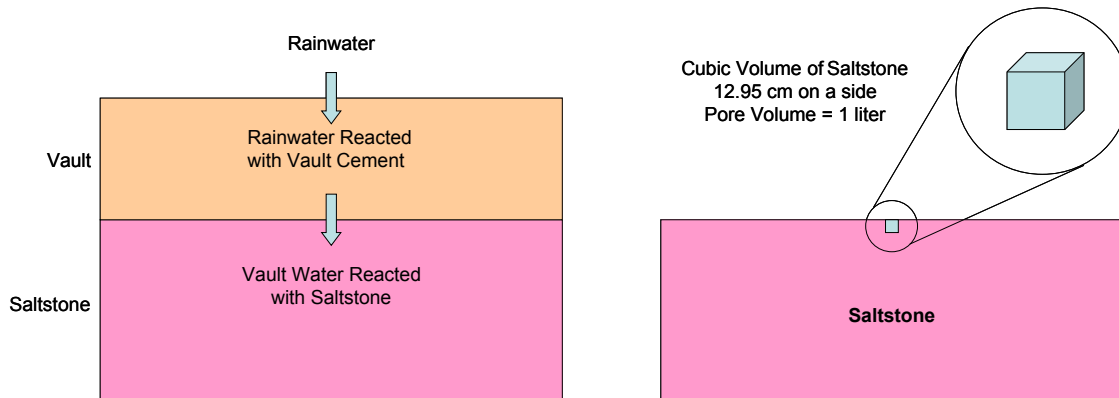 Rainwater
Rainwater Reacted
with Vault Cement
Vault
Vault Water Reacted
with Saltstone
Saltstone
Cubic Volume of Saltstone
12.95 cm on a side
Pore Volume = 1 liter
Saltstone